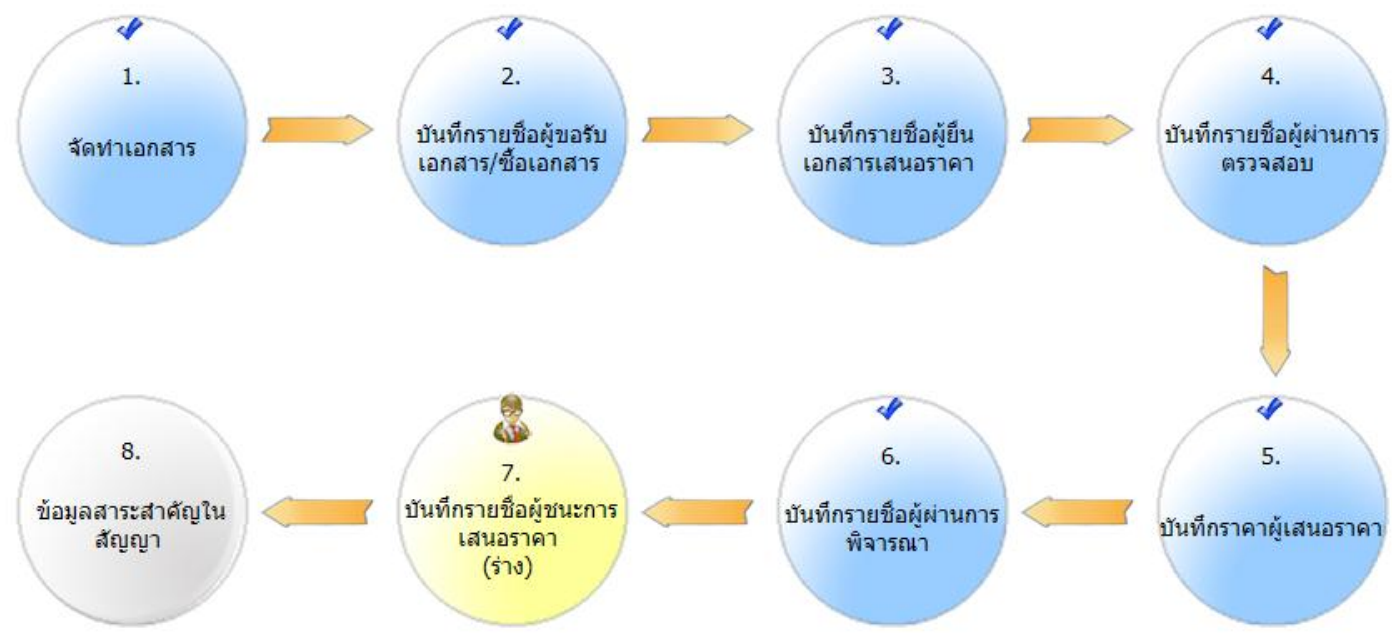 1.
จัดทำเอกสาร
2.
บันทึกรายชื่อผู้ขอรับ
เอกสาร/ซื้อเอกสาร
3.
บันทึกรายชื่อผู้ยื่น
เอกสารเสนอราคา
4.
บันทึกรายชื่อผู้ผ่านการ
ตรวจสอบ
5.
บันทึกราคาผู้เสนอราคา
6.
บันทึกรายชื่อผู้ผ่านการ
พิจารณา
7.
บันทึกรายชื่อผู้ชนะการ
เสนอราคา
(ร่าง)
8.
ข้อมูลสาระสำคัญใน
สัญญา